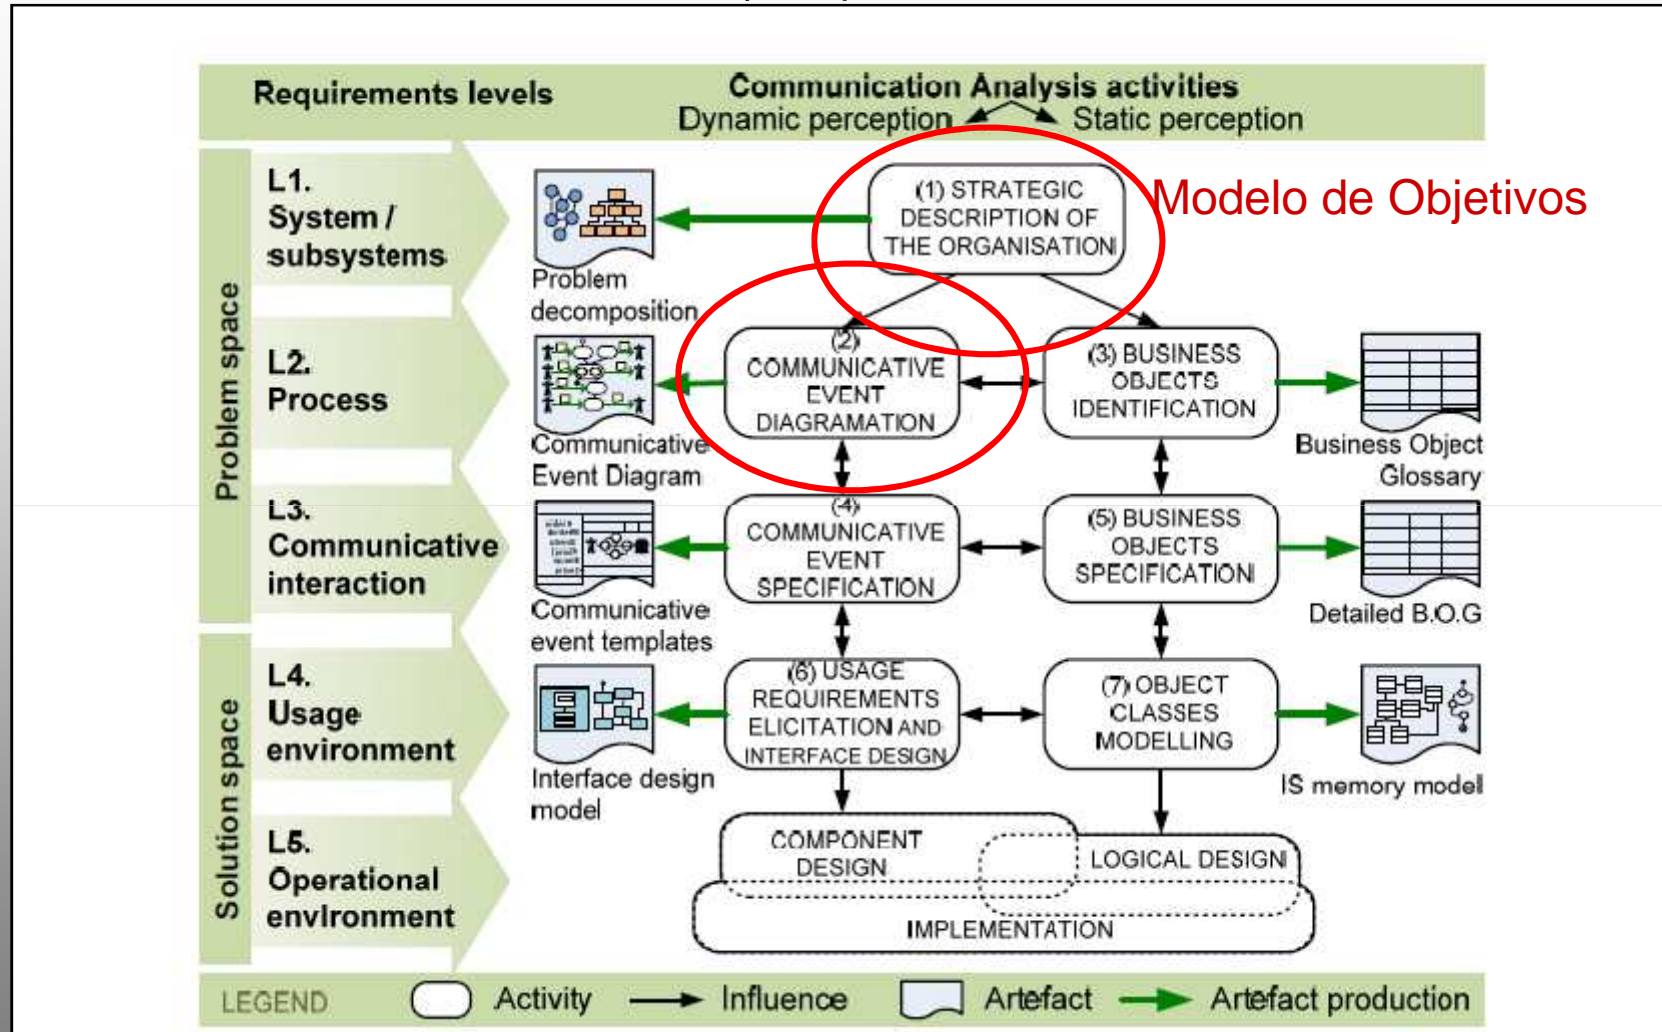 Requirements levels
Communication Analysis activities
Dynamic perception
Static perception
Problem space
Solution space
L1.
System /
subsystems
Problem
decomposition
(1) STRATEGIC
DESCRIPTION OF
THE ORGANISATION
Modelo de Objetivos
L2.
Process
Communicative
Event Diagram
(2)
COMMUNICATIVE
EVENT
DIAGRAMATION
(3) BUSINESS
OBJECTS
IDENTIFICATION
Business Object
Glossary
L3.
Communicative
interaction
Communicative
event templates
(4)
COMMUNICATIVE
EVENT
SPECIFICATION
(5) BUSINESS
OBJECTS
SPECIFICATION
Detailed B.O.G
L4.
Usage
environment
Interface design
model
(6) USAGE
REQUIREMENTS
ELICITATION AND
INTERFACE DESIGN
(7) OBJECT
CLASSES
MODELLING
IS memory model
L5.
Operational
environment
COMPONENT
DESIGN
LOGICAL DESIGN
IMPLEMENTATION
LEGEND
Activity
Influence
Artefact
Artefact production